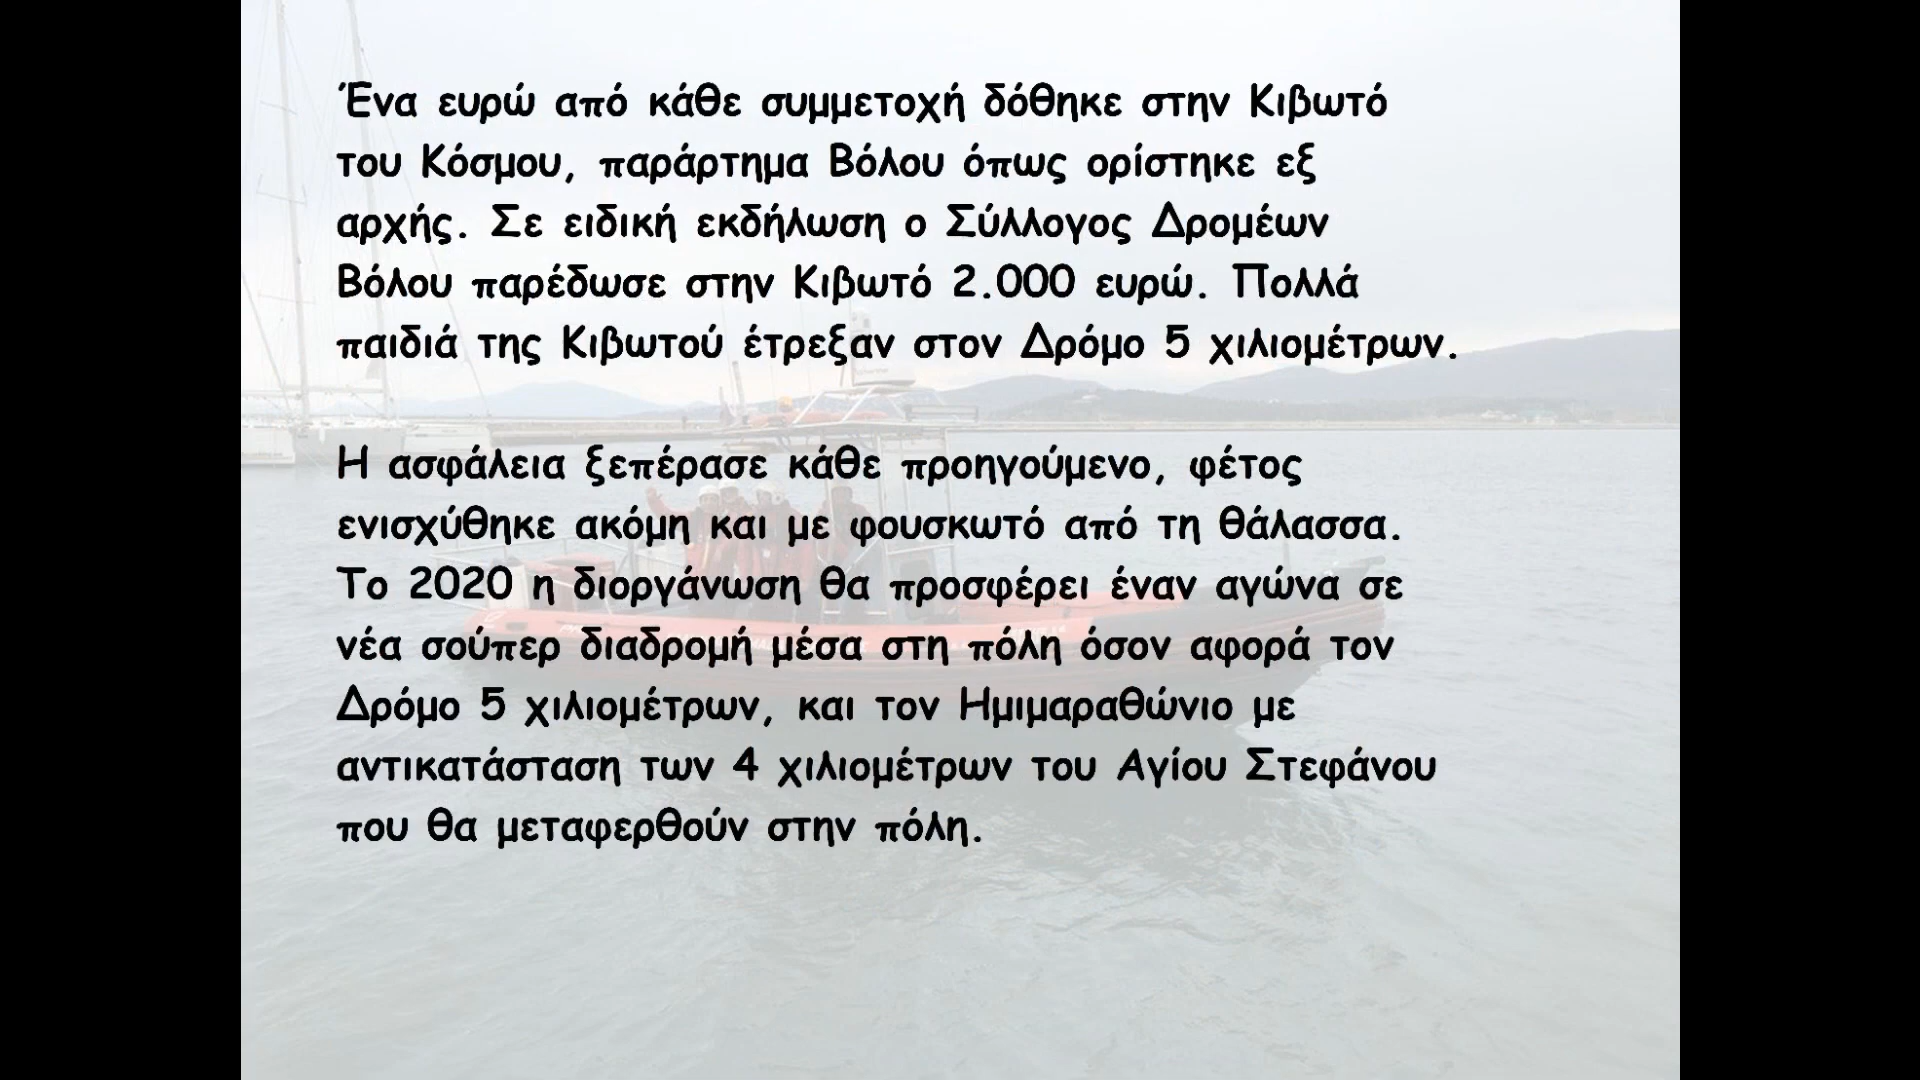 Ένα ευρώ από κάθε συμμετοχή δόθηκε στην Κιβωτό
του Κόσμου, παράρτημα Βόλου όπως ορίστηκε εξ
αρχής. Σε ειδική εκδήλωση ο Σύλλογος Δρομέων
Βόλου παρέδωσε στην Κιβωτό 2.000 ευρώ. Πολλά
παιδιά της Κιβωτού έτρεξαν στον Δρόμο 5 χιλιομέτρων.
Η ασφάλεια ξεπέρασε κάθε προηγούμενο, φέτος
ενισχύθηκε ακόμη και με φουσκωτό από τη θάλασσα.
Το 2020 η διοργάνωση θα προσφέρει έναν αγώνα σε
νέα σούπερ διαδρομή μέσα στη πόλη όσον αφορά τον
Δρόμο 5 χιλιομέτρων, και τον Ημιμαραθώνιο με
αντικατάσταση των 4 χιλιομέτρων του Αγίου Στεφάνου
που θα μεταφερθούν στην πόλη.